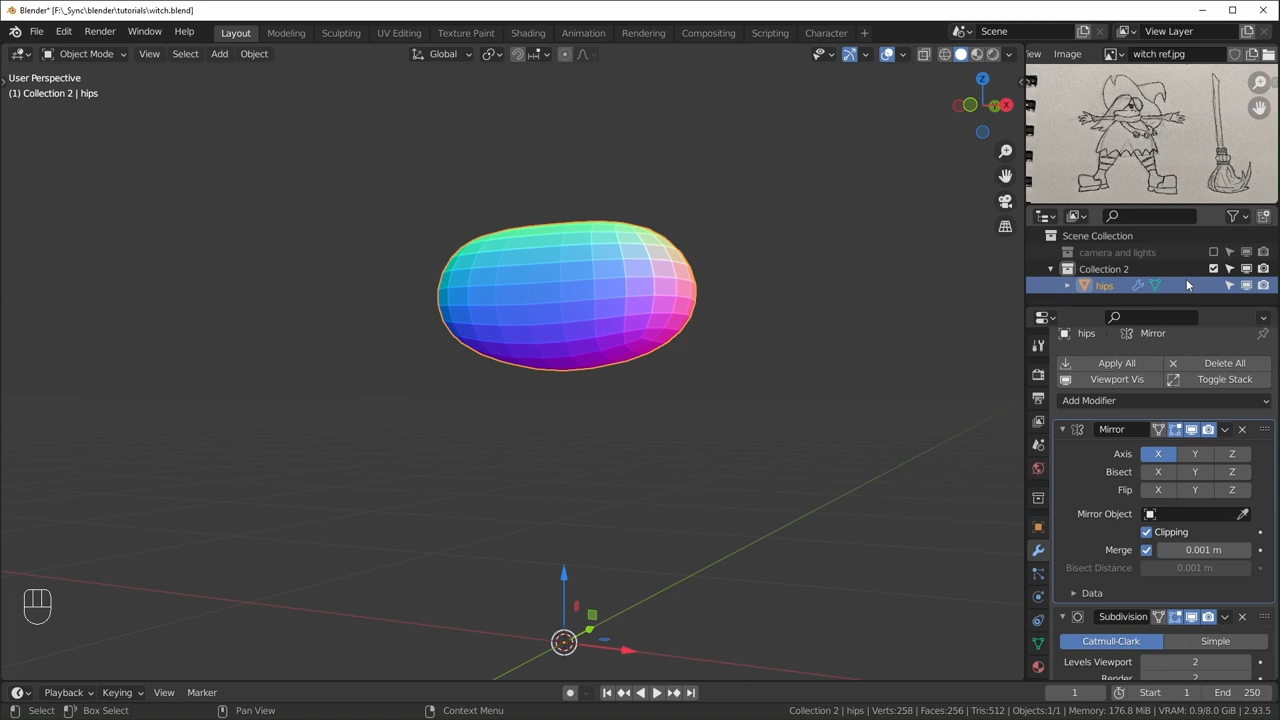 Blender* [F:\_Sync\blender\tutorials\witch.blend]
File Edit Render Window Help Layout Modeling Sculpting UV Editing Texture Paint Shading Animation Rendering Compositing Scripting Character + Scene View Layer
Object Mode View Select Add Object Global iew Image witch ref.jpg
User Perspective
(1) Collection 2 | hips
Z
Y X
Scene Collection
camera and lights
Collection 2
hips
hips > Mirror
Apply All Delete All
Viewport Vis Toggle Stack
Add Modifier
Mirror
Axis X Y Z
Bisect X Y Z
Flip X Y Z
Mirror Object
Clipping
Merge 0.001 m
Bisect Distance 0.001 m
Data
Subdivision
Catmull-Clark Simple
Levels Viewport 2
Render 2
Playback Keying View Marker 1 Start 1 End 250
Select Box Select Pan View Context Menu Collection 2 | hips | Verts:258 | Faces:256 | Tris:512 | Objects:1/1 | Memory: 176.8 MiB | VRAM: 0.9/8.0 GiB | 2.93.5